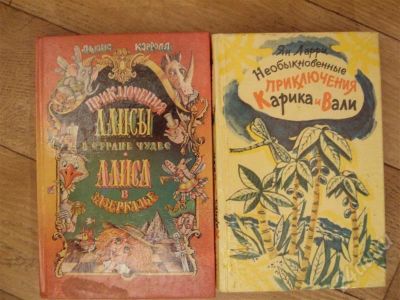 ЛЬЮИС КЭРРОЛЛ
ПРИКЛЮЧЕНИЯ
АЛИСЫ
В СТРАНЕ ЧУДЕС
АЛИСА
В
ЗАЗЕРКАЛЬЕ
Ян Ларри
Необыкновенные
ПРИКЛЮЧЕНИЯ
Карика и Вали